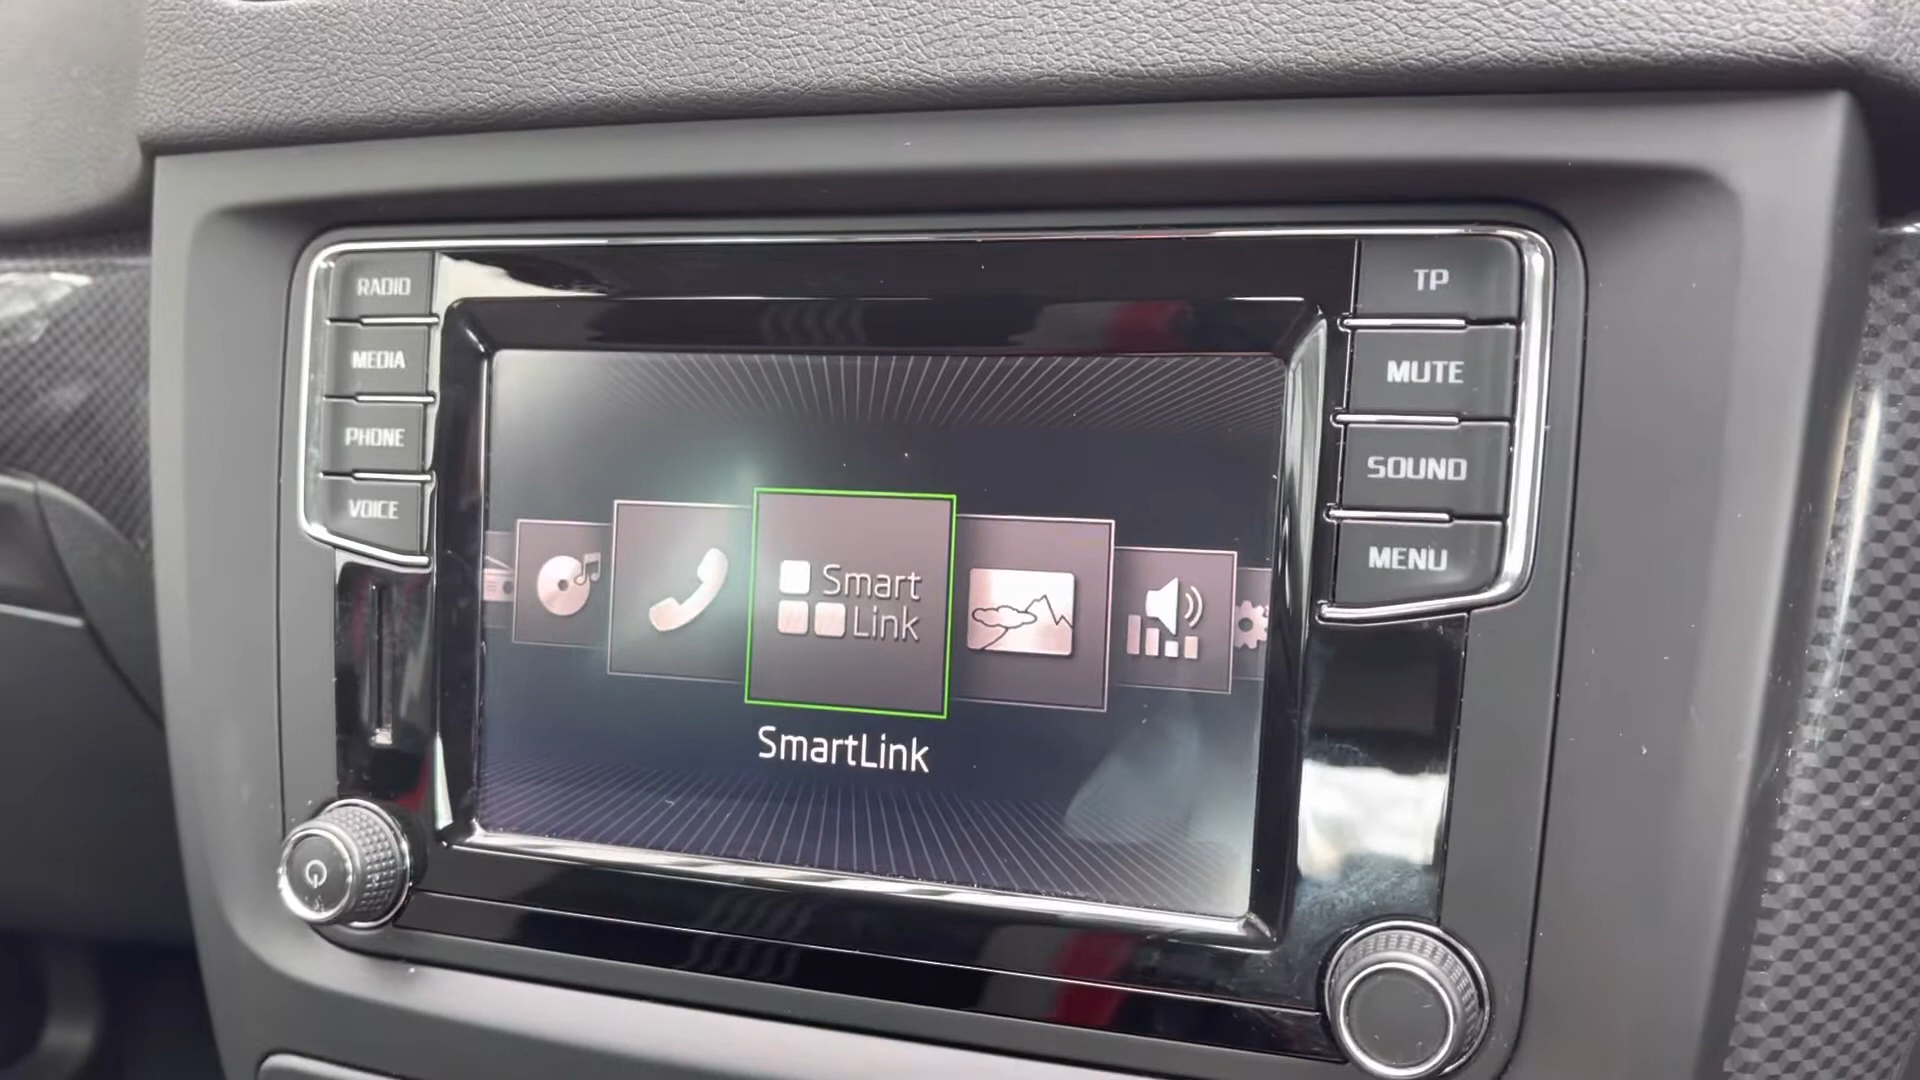 RADIO
MEDIA
PHONE
VOICE
TP
MUTE
SOUND
MENU
Smart
Link
SmartLink